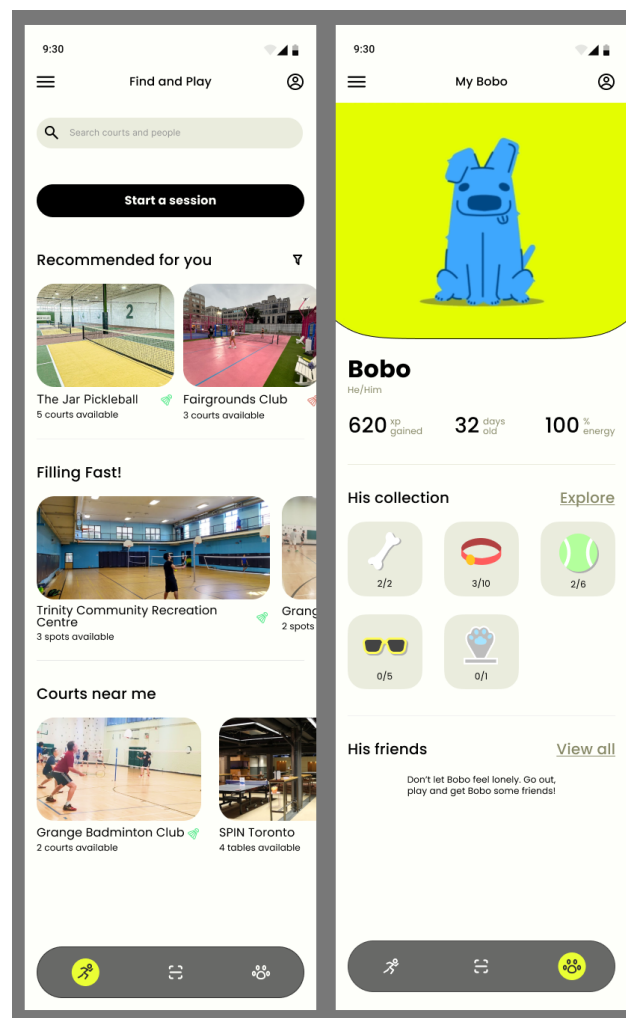 9:30
Find and Play
Search courts and people
Start a session
Recommended for you
2
The Jar Pickleball
5 courts available
Fairgrounds Club
3 courts available
Filling Fast!
Trinity Community Recreation
Centre
3 spots available
Grang
2 spots
Courts near me
Grange Badminton Club
2 courts available
SPIN Toronto
4 tables available
9:30
My Bobo
Bobo
He/Him
620 xp gained
32 days old
100 % energy
His collection
Explore
2/2
3/10
2/6
0/5
0/1
His friends
View all
Don't let Bobo feel lonely. Go out,
play and get Bobo some friends!